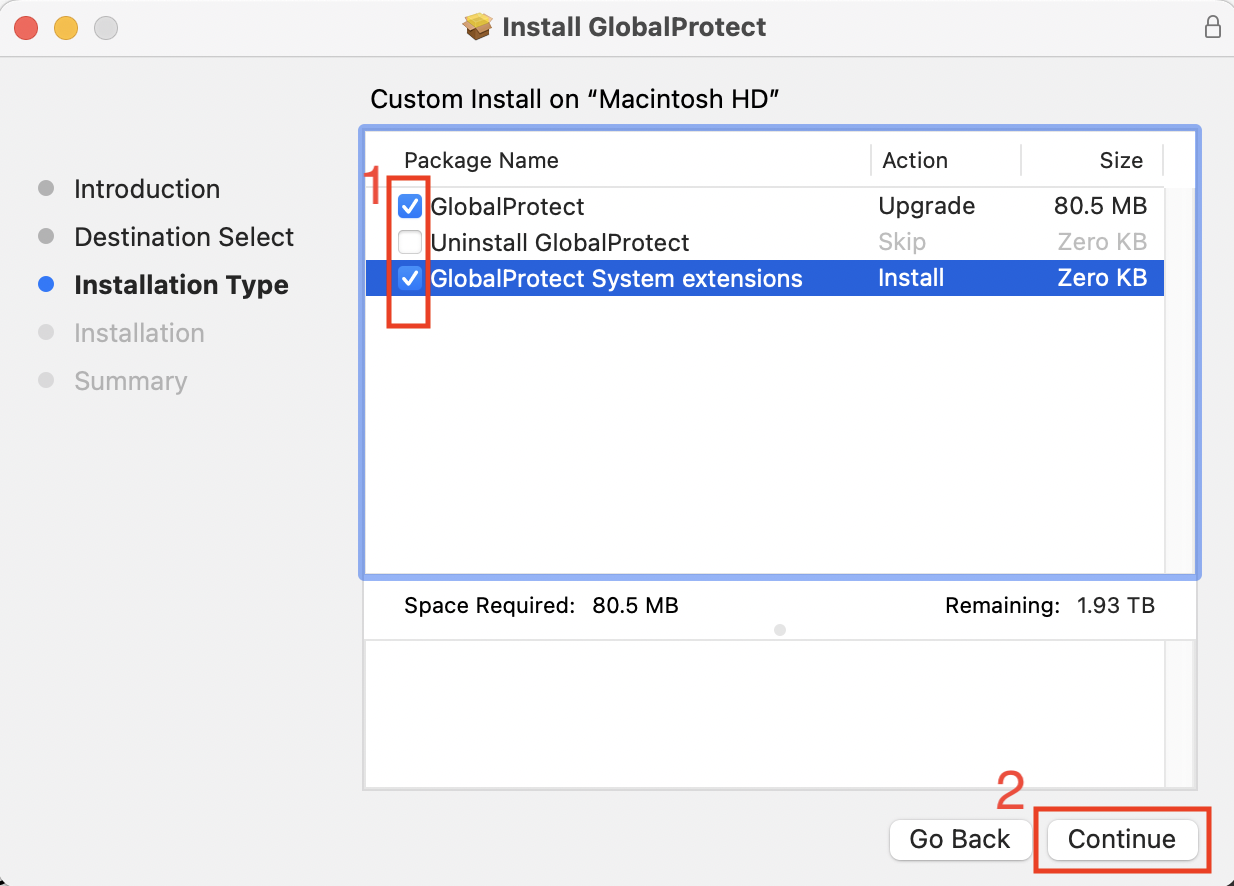 Install GlobalProtect
Custom Install on “Macintosh HD”
Introduction
Destination Select
Installation Type
Installation
Summary
1
Package Name Action Size
GlobalProtect Upgrade 80.5 MB
Uninstall GlobalProtect Skip Zero KB
GlobalProtect System extensions Install Zero KB
Space Required: 80.5 MB Remaining: 1.93 TB
2
Go Back Continue